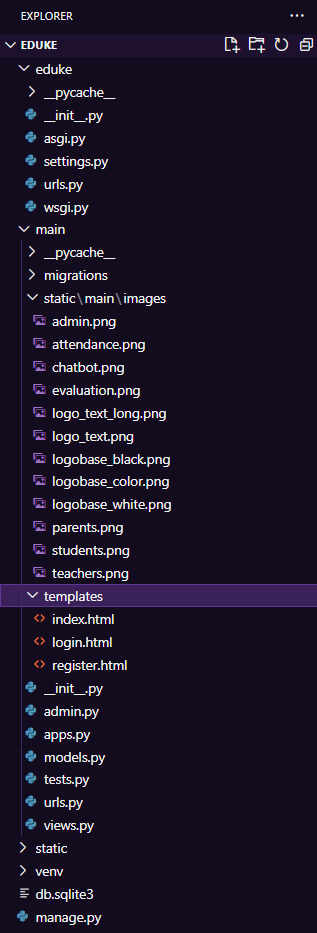 EXPLORER
EDUKE
eduke
__pycache__
__init__.py
asgi.py
settings.py
urls.py
wsgi.py
main
__pycache__
migrations
static\main\images
admin.png
attendance.png
chatbot.png
evaluation.png
logo_text_long.png
logo_text.png
logobase_black.png
logobase_color.png
logobase_white.png
parents.png
students.png
teachers.png
templates
index.html
login.html
register.html
__init__.py
admin.py
apps.py
models.py
tests.py
urls.py
views.py
static
venv
db.sqlite3
manage.py